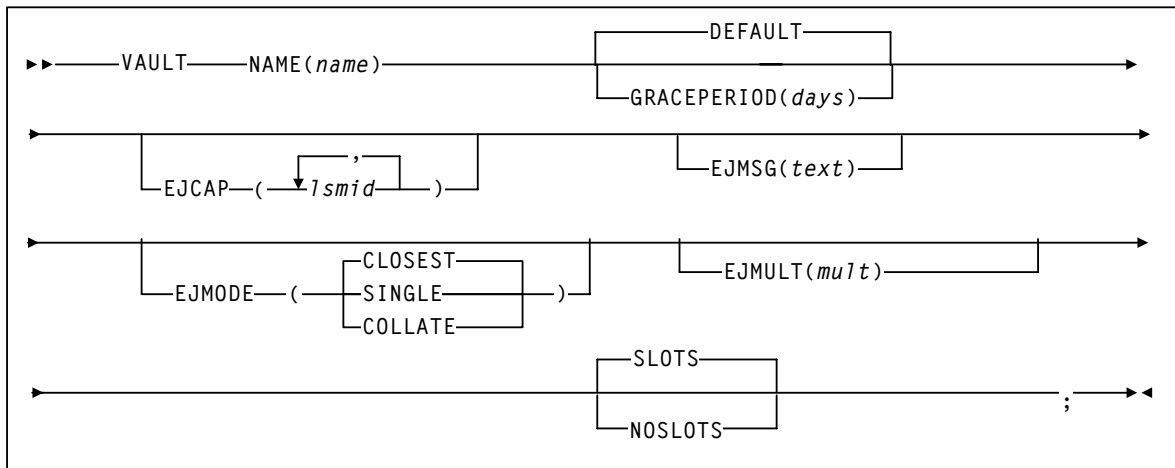 DEFAULT
VAULT NAME(name)
GRACEPERIOD(days)
,
EJCAP ( lsmid ) EJMSG(text)
CLOSEST
EJMODE ( SINGLE ) EJMULT(mult)
COLLATE
SLOTS
;
NOSLOTS